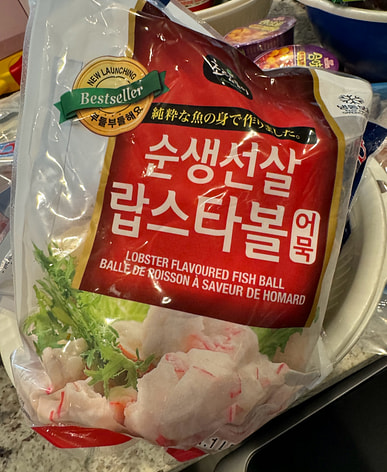 NEW LAUNCHING
Bestseller
쿠들부들해요
純粋な魚の身で作りました。
순생선살
랍스타볼
어묵
LOBSTER FLAVOURED FISH BALL
BALLE DE POISSON À SAVEUR DE HOMARD